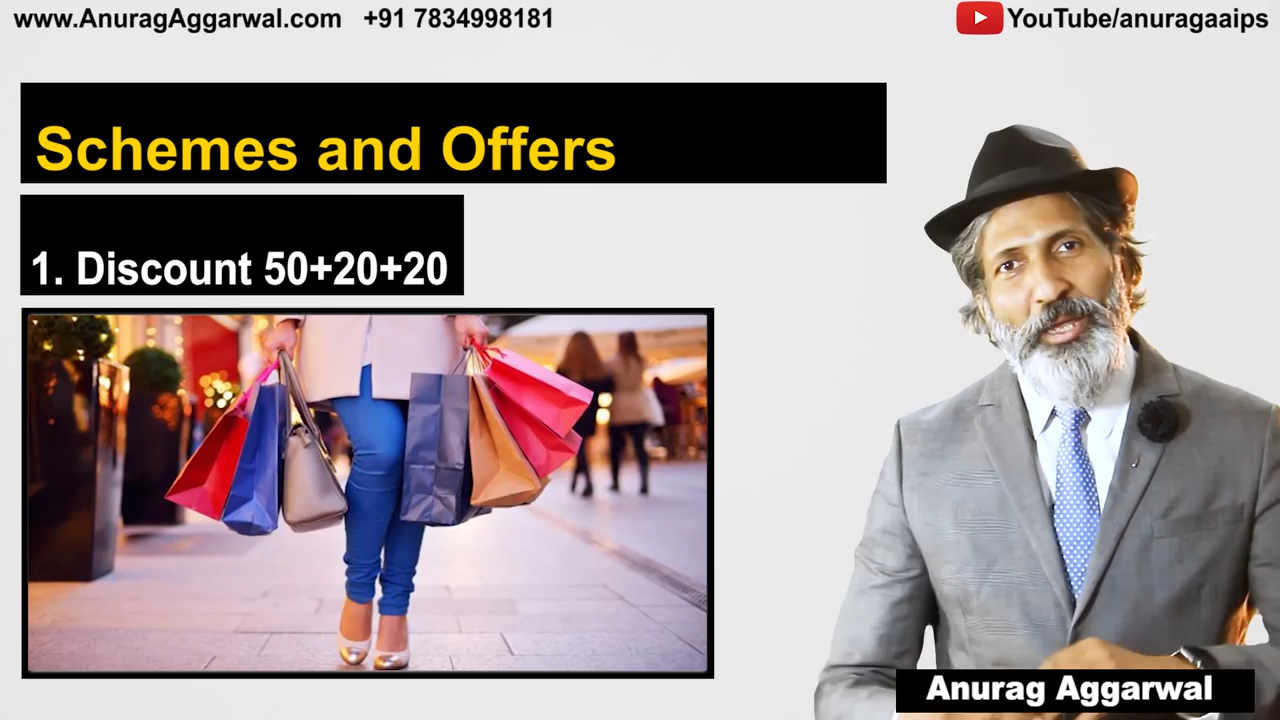 www.AnuragAggarwal.com +91 7834998181
YouTube/anuragaaips
Schemes and Offers
1. Discount 50+20+20
Anurag Aggarwal